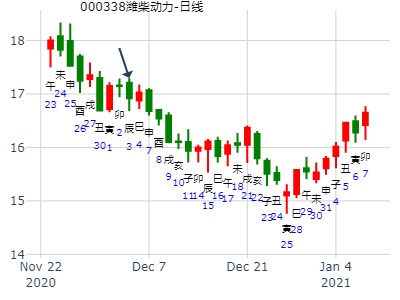 000338潍柴动力-日线
18
17
16
15
14
午
23
未
24
申
25
酉
26
戌
27
丑
30
寅
1
卯
2
辰
3
巳
4
申
7
酉
8
戌
9
亥
10
子
11
卯
14
辰
15
巳
16
午
17
未
18
戌
21
亥
22
子
23
丑
24
寅
25
巳
28
午
29
未
30
申
31
子
4
丑
5
寅
6
卯
7
Nov 22
2020
Dec 7
Dec 21
Jan 4
2021